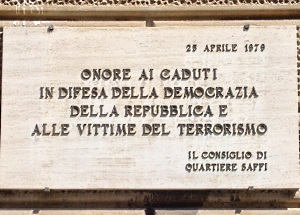 25 APRILE 1979
ONORE AI CADUTI
IN DIFESA DELLA DEMOCRAZIA
DELLA REPUBBLICA E
ALLE VITTIME DEL TERRORISMO
IL CONSIGLIO DI
QUARTIERE SAFFI